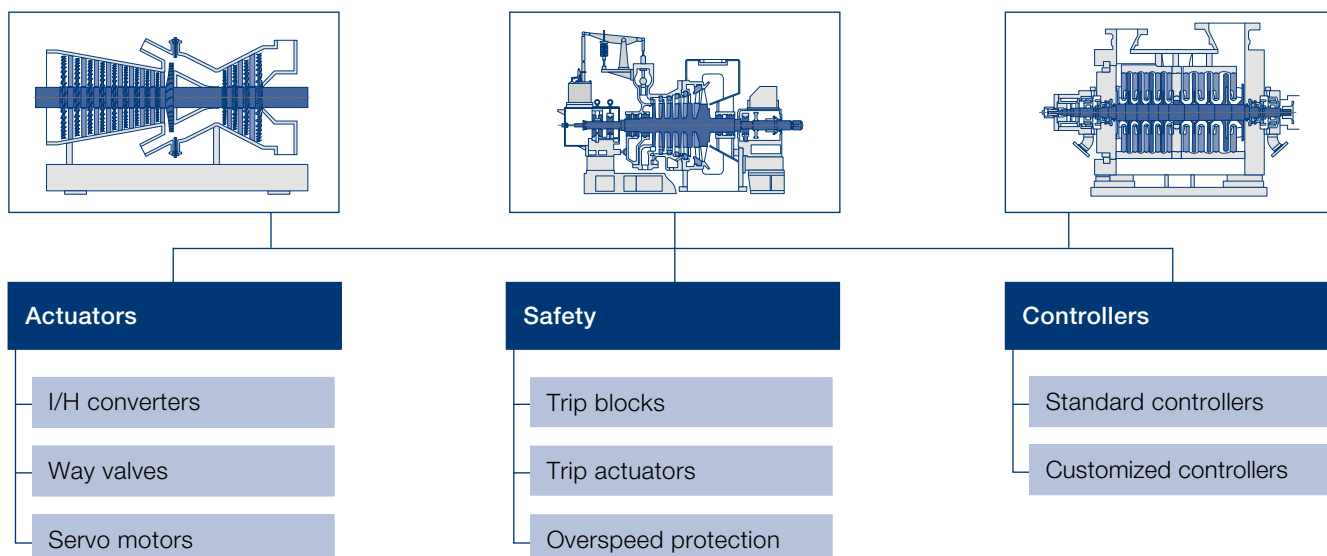 Actuators
I/H converters
Way valves
Servo motors
Safety
Trip blocks
Trip actuators
Overspeed protection
Controllers
Standard controllers
Customized controllers